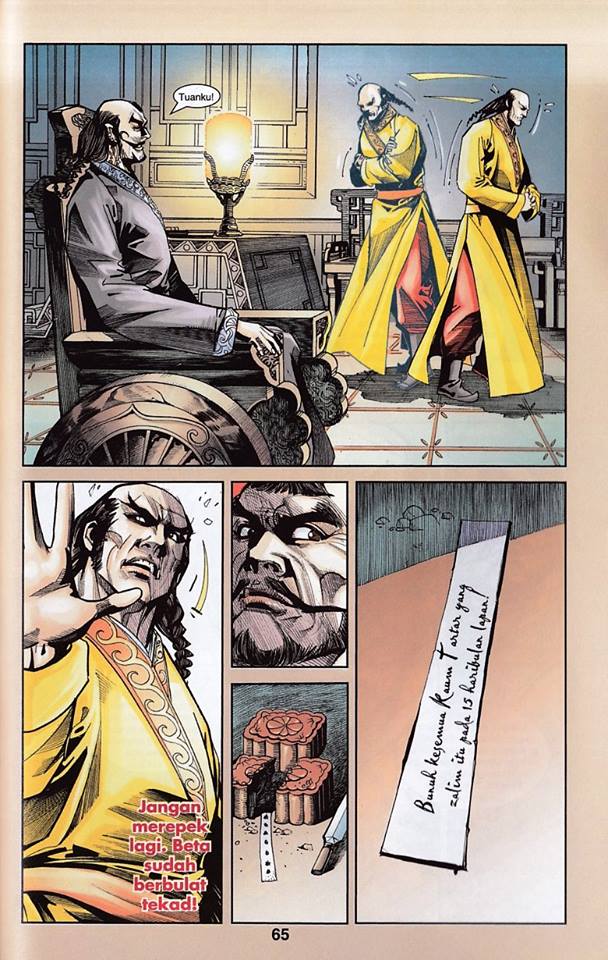 Tuanku!
Jangan
merepek
lagi. Beta
sudah
berbulat
tekad!
Bunuh kesemua Kaum Tartar yang
zalim itu pada 15 haribulan lapan!
65